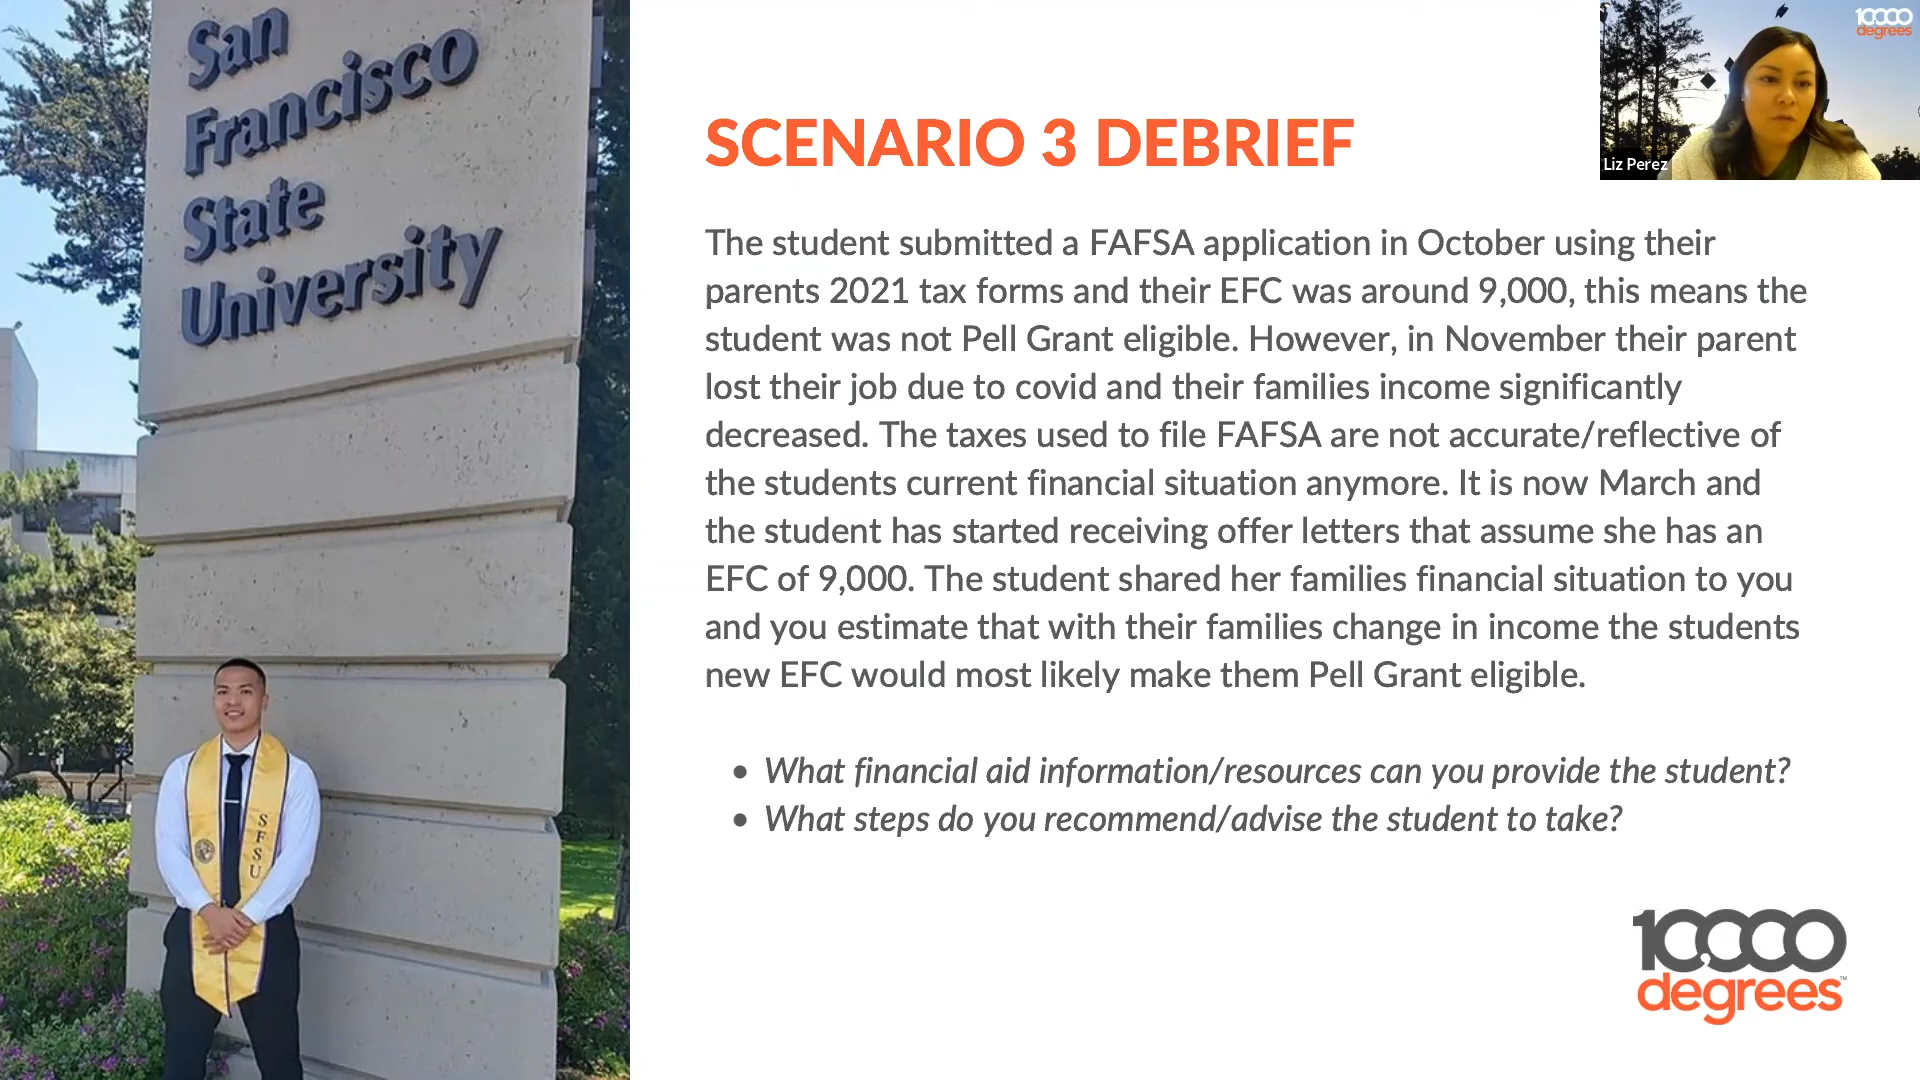 San
Francisco
State
University
SFSU
SCENARIO 3 DEBRIEF
The student submitted a FAFSA application in October using their
parents 2021 tax forms and their EFC was around 9,000, this means the
student was not Pell Grant eligible. However, in November their parent
lost their job due to covid and their families income significantly
decreased. The taxes used to file FAFSA are not accurate/reflective of
the students current financial situation anymore. It is now March and
the student has started receiving offer letters that assume she has an
EFC of 9,000. The student shared her families financial situation to you
and you estimate that with their families change in income the students
new EFC would most likely make them Pell Grant eligible.
• What financial aid information/resources can you provide the student?
• What steps do you recommend/advise the student to take?
10,000
degrees™
10000
degrees
Liz Perez